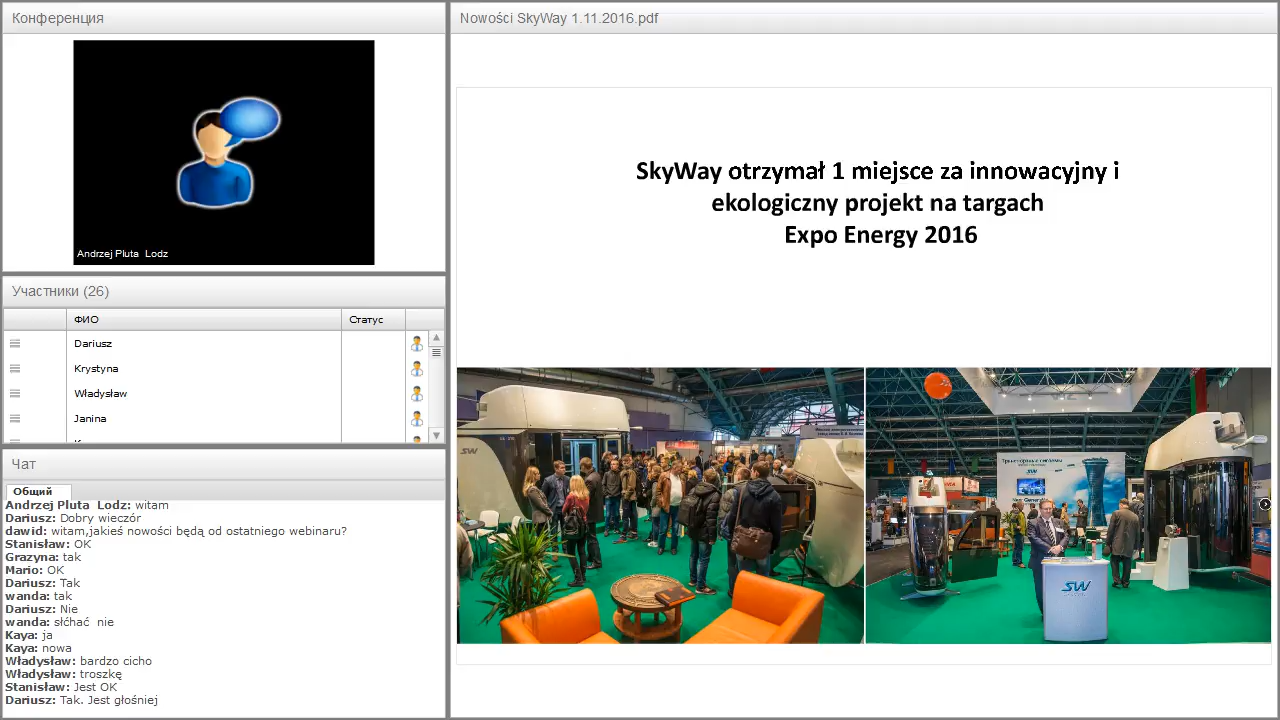 Конференция
Andrzej Pluta Lodz
Участники (26)
ФИО Статус
Dariusz
Krystyna
Władysław
Janina
Чат
Общий
Andrzej Pluta Lodz: witam
Dariusz: Dobry wieczór
dawid: witam,jakieś nowości będą od ostatniego webinaru?
Stanisław: OK
Grazyna: tak
Mario: OK
Dariusz: Tak
wanda: tak
Dariusz: Nie
wanda: słćhać nie
Kaya: ja
Kaya: nowa
Władysław: bardzo cicho
Władysław: troszkę
Stanisław: Jest OK
Dariusz: Tak. Jest głośniej
Nowości SkyWay 1.11.2016.pdf
SkyWay otrzymał 1 miejsce za innowacyjny i
ekologiczny projekt na targach
Expo Energy 2016
SW
Транспортные системы
SW
SW